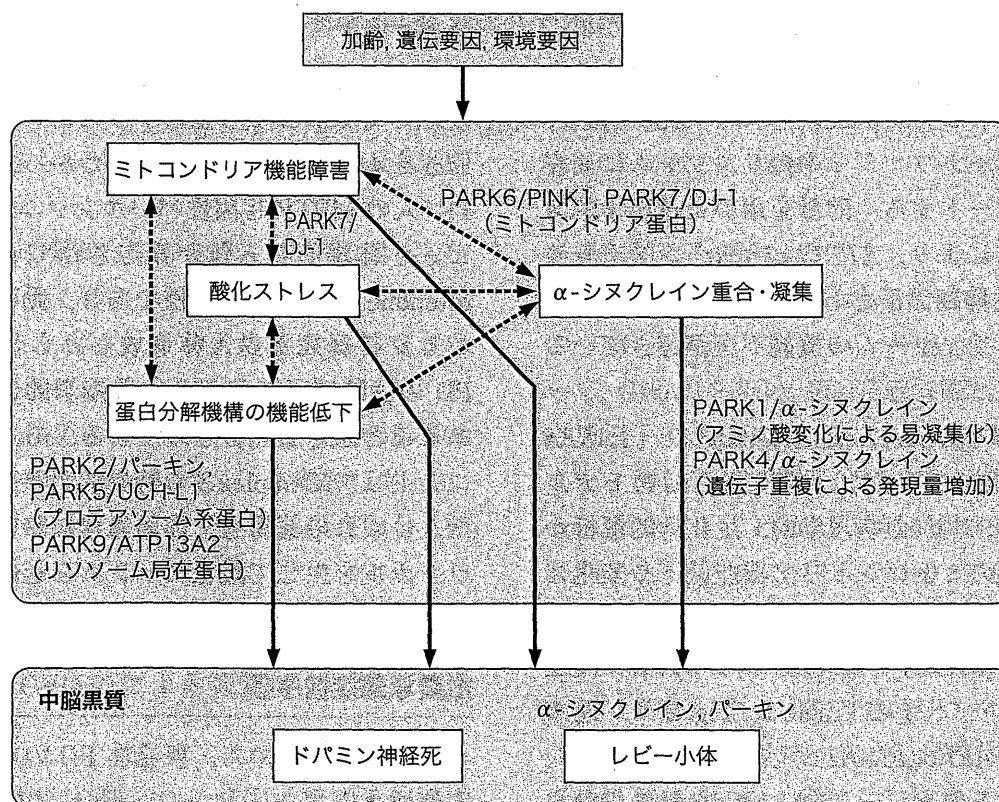 加齢, 遺伝要因, 環境要因
ミトコンドリア機能障害
PARK6/PINK1, PARK7/DJ-1
(ミトコンドリア蛋白)
PARK7/
DJ-1
酸化ストレス
α-シヌクレイン重合・凝集
蛋白分解機構の機能低下
PARK1/α-シヌクレイン
(アミノ酸変化による易凝集化)
PARK4/α-シヌクレイン
(遺伝子重複による発現量増加)
PARK2/パーキン,
PARK5/UCH-L1
(プロテアソーム系蛋白)
PARK9/ATP13A2
(リソソーム局在蛋白)
中脳黒質
α-シヌクレイン, パーキン
ドパミン神経死
レビー小体